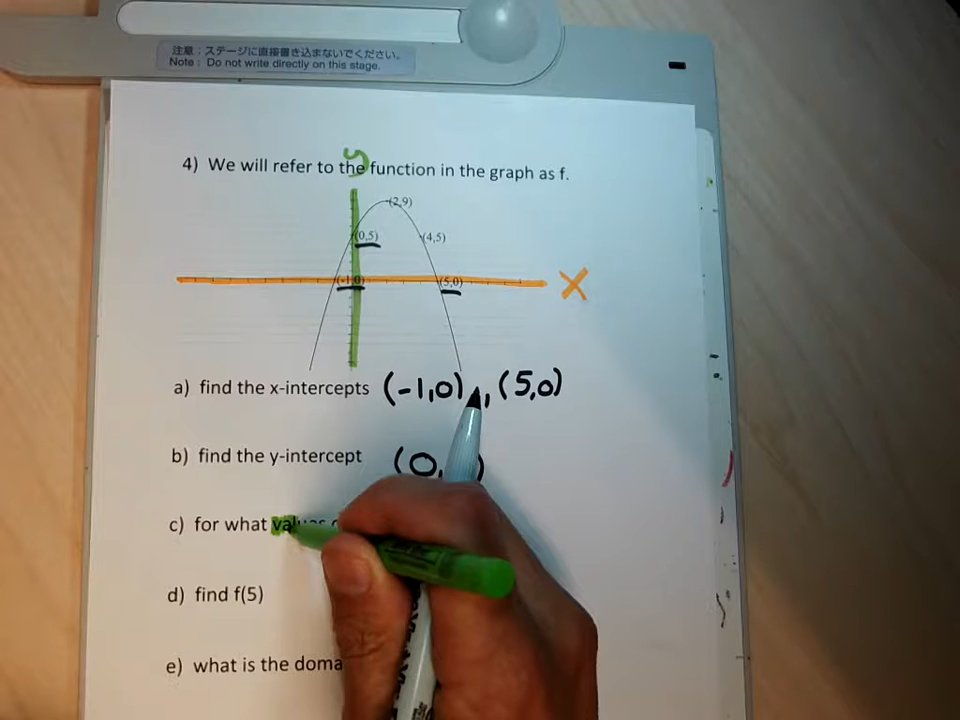 注意：ステージに直接書き込まないでください。
Note : Do not write directly on this stage.
4) We will refer to the function in the graph as f.
y
(2,9)
(0,5)
(4,5)
(-1,0)
(5,0)
X
a) find the x-intercepts (-1,0), (5,0)
b) find the y-intercept (0,
c) for what values
d) find f(5)
e) what is the